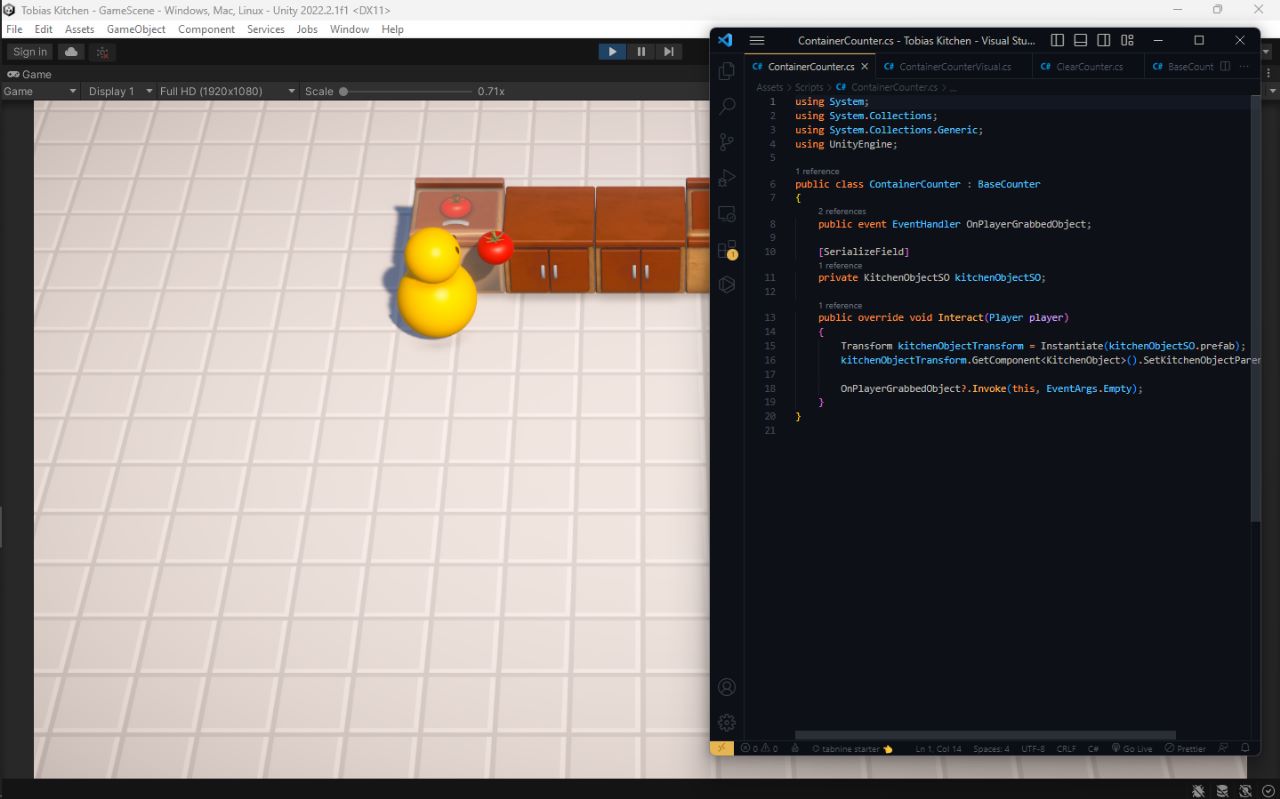 Tobias Kitchen - GameScene - Windows, Mac, Linux - Unity 2022.2.1f1 <DX11>
File Edit Assets GameObject Component Services Jobs Window Help
Sign in
Game
Game Display 1 Full HD (1920x1080) Scale 0.71x
ContainerCounter.cs - Tobias Kitchen - Visual Stu...
C# ContainerCounter.cs C# ContainerCounterVisual.cs C# ClearCounter.cs C# BaseCount
Assets > Scripts > C# ContainerCounter.cs > ...
1 using System;
2 using System.Collections;
3 using System.Collections.Generic;
4 using UnityEngine;
5
1 reference
6 public class ContainerCounter : BaseCounter
7 {
2 references
8 public event EventHandler OnPlayerGrabbedObject;
9
10 [SerializeField]
1 reference
11 private KitchenObjectSO kitchenObjectSO;
12
1 reference
13 public override void Interact(Player player)
14 {
15 Transform kitchenObjectTransform = Instantiate(kitchenObjectSO.prefab);
16 kitchenObjectTransform.GetComponent<KitchenObject>().SetKitchenObjectParen
17
18 OnPlayerGrabbedObject?.Invoke(this, EventArgs.Empty);
19 }
20 }
21
1
0 0 tabnine starter Ln 1, Col 14 Spaces: 4 UTF-8 CRLF C# Go Live Prettier